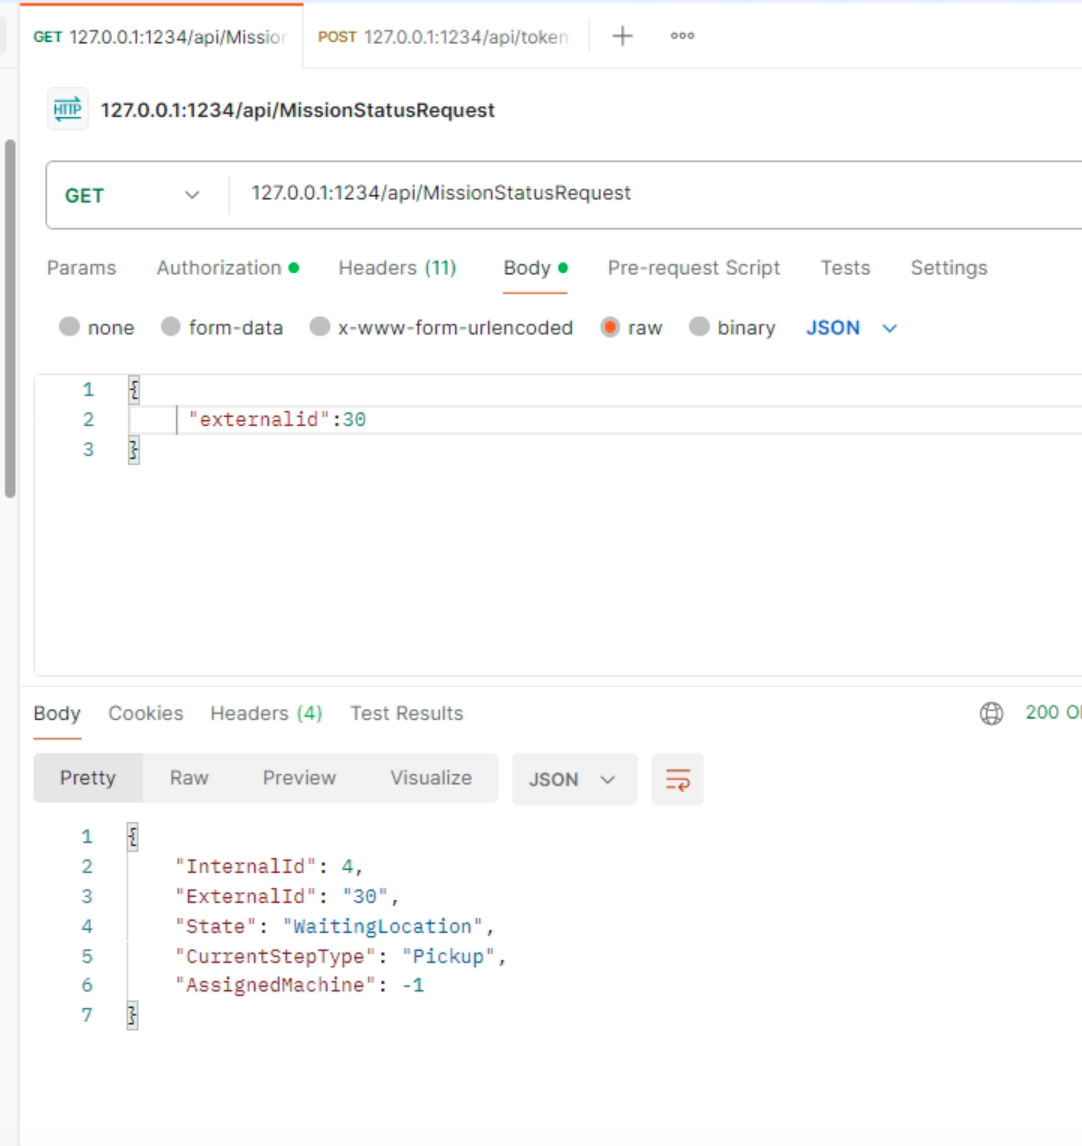 GET 127.0.0.1:1234/api/Mission POST 127.0.0.1:1234/api/token
HTTP 127.0.0.1:1234/api/MissionStatusRequest
GET 127.0.0.1:1234/api/MissionStatusRequest
Params Authorization Headers (11) Body Pre-request Script Tests Settings
none form-data x-www-form-urlencoded raw binary JSON
1 {
2 "externalid":30
3 }
Body Cookies Headers (4) Test Results 200 O
Pretty Raw Preview Visualize JSON
1 {
2 "InternalId": 4,
3 "ExternalId": "30",
4 "State": "WaitingLocation",
5 "CurrentStepType": "Pickup",
6 "AssignedMachine": -1
7 }